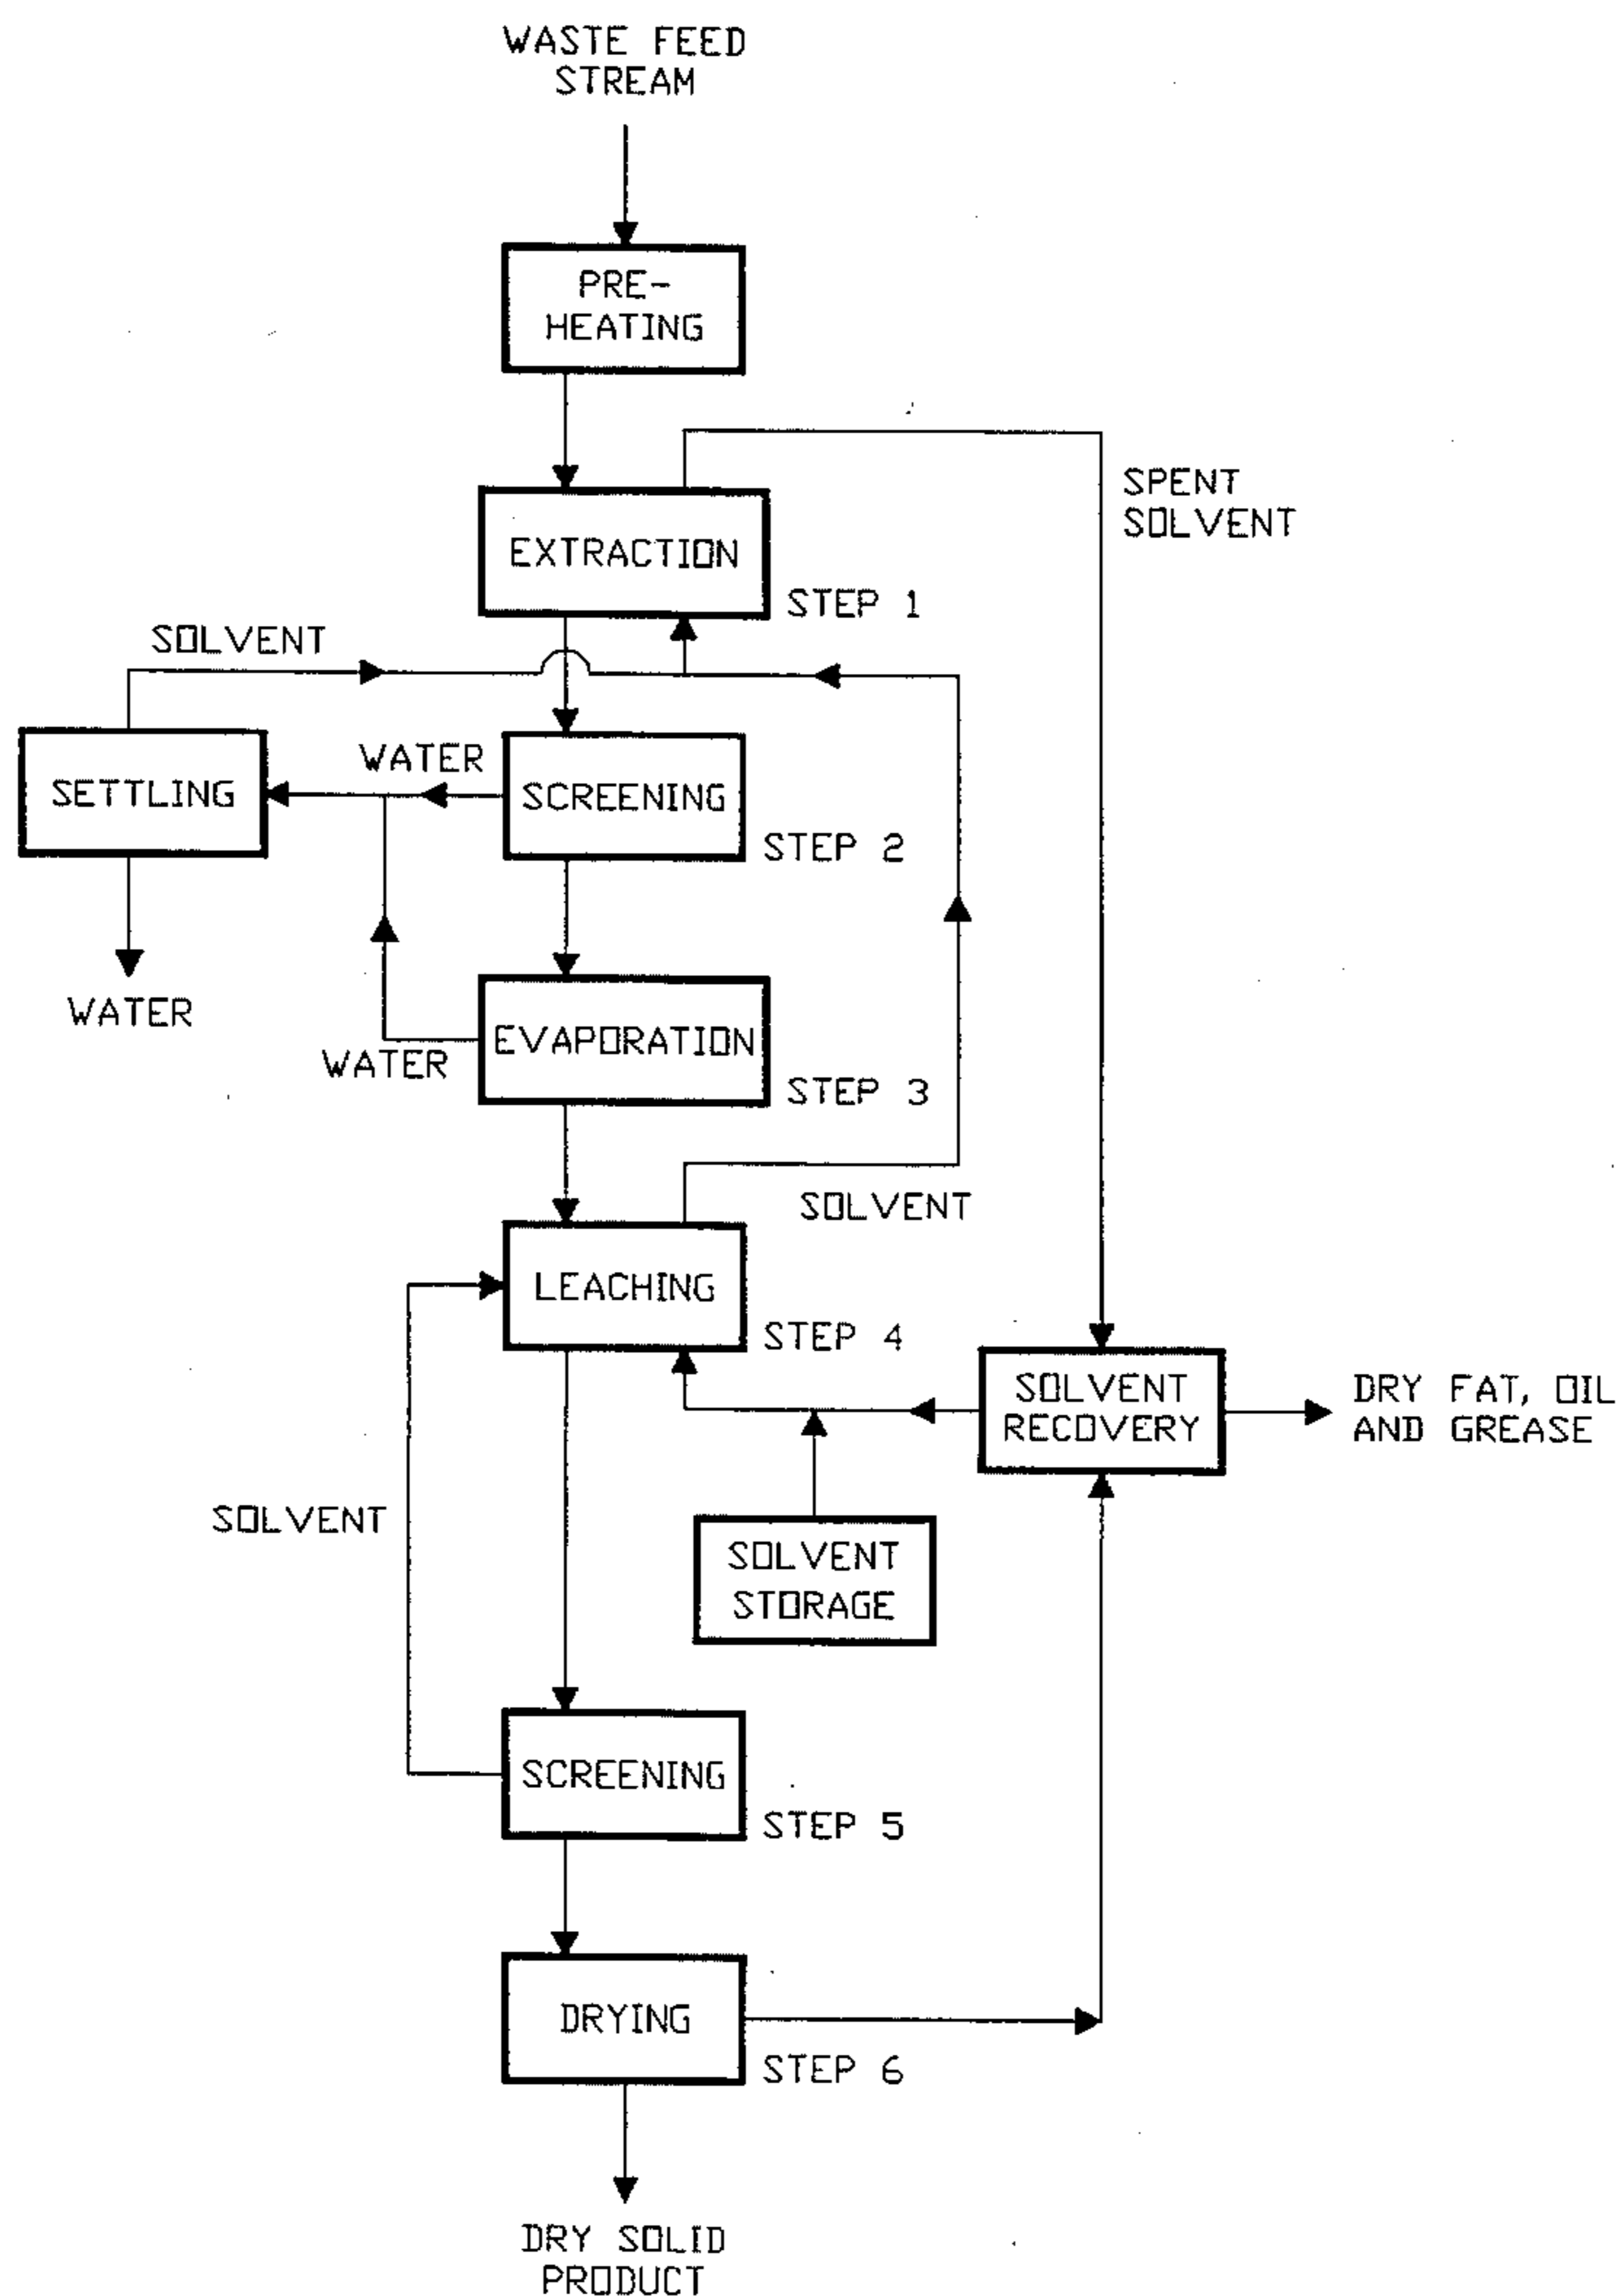 WASTE FEED
STREAM
PRE-
HEATING
SPENT
SOLVENT
EXTRACTION
STEP 1
SOLVENT
WATER
SETTLING
SCREENING
STEP 2
WATER
EVAPORATION
WATER
STEP 3
SOLVENT
LEACHING
STEP 4
SOLVENT
RECOVERY
DRY FAT, OIL
AND GREASE
SOLVENT
SOLVENT
STORAGE
SCREENING
STEP 5
DRYING
STEP 6
DRY SOLID
PRODUCT